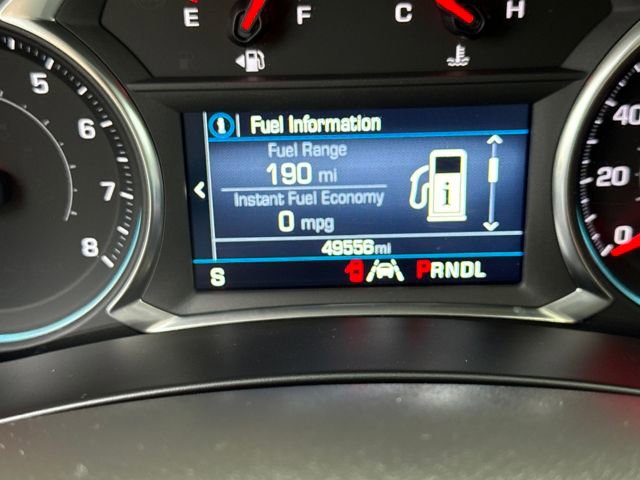 E F C H
5
6
7
8
Fuel Information
Fuel Range
190 mi
Instant Fuel Economy
0 mpg
49556mi
S PRNDL
40
20
0